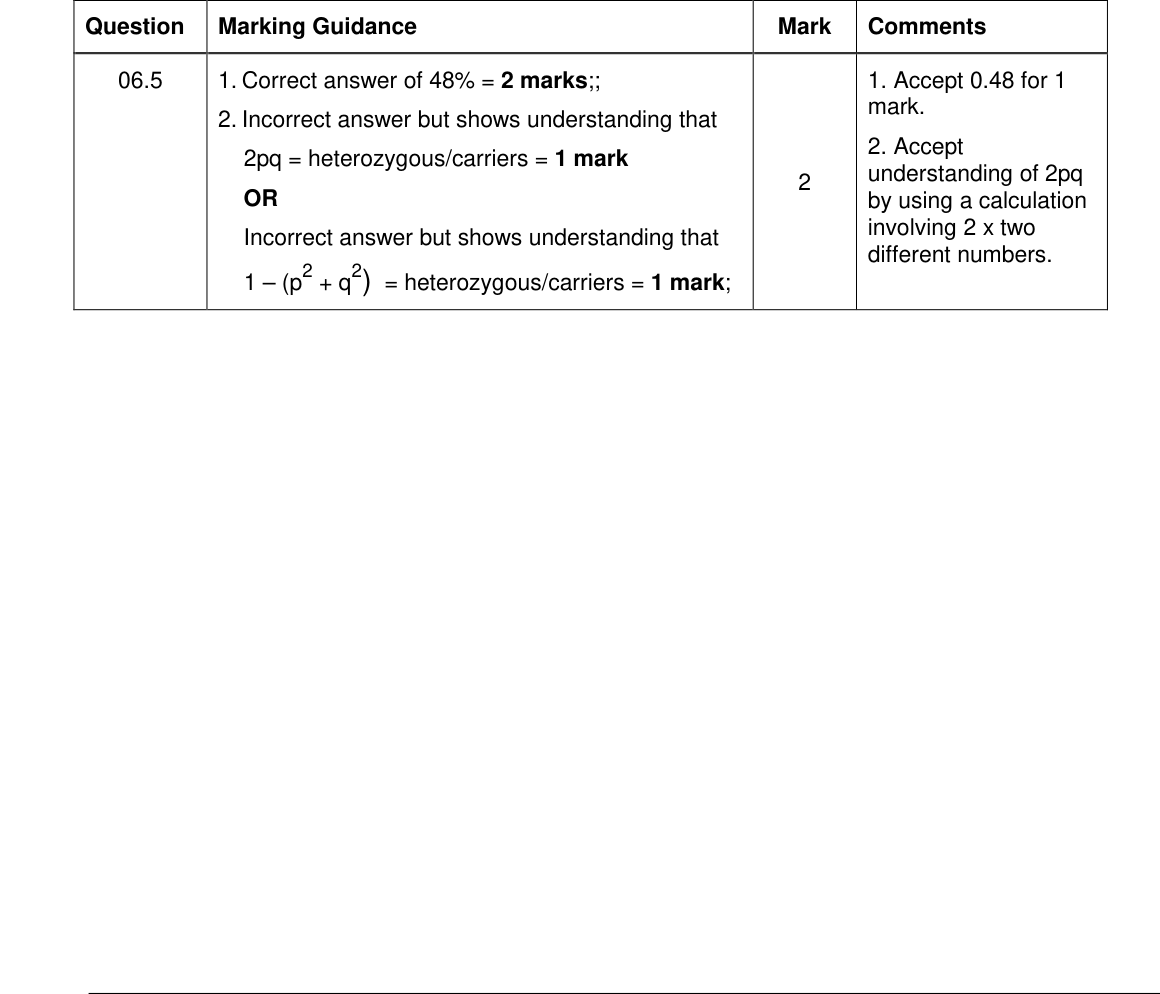 Question Marking Guidance Mark Comments
06.5
1. Correct answer of 48% = 2 marks;;
2. Incorrect answer but shows understanding that
2pq = heterozygous/carriers = 1 mark
OR
Incorrect answer but shows understanding that
1 – (p² + q²) = heterozygous/carriers = 1 mark;
2
1. Accept 0.48 for 1
mark.
2. Accept
understanding of 2pq
by using a calculation
involving 2 x two
different numbers.